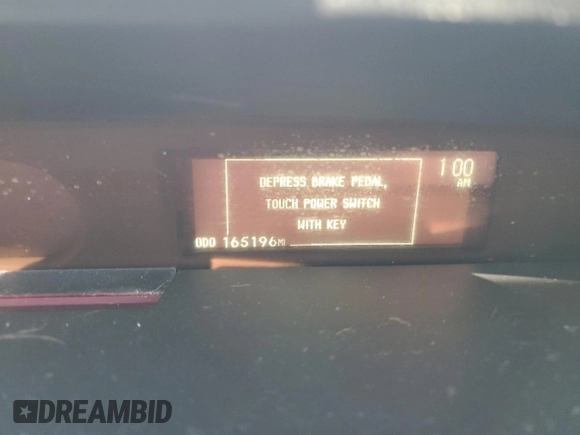 DEPRESS BRAKE PEDAL,
TOUCH POWER SWITCH
WITH KEY
1:00
AM
ODO 165196MI
DREAMBID